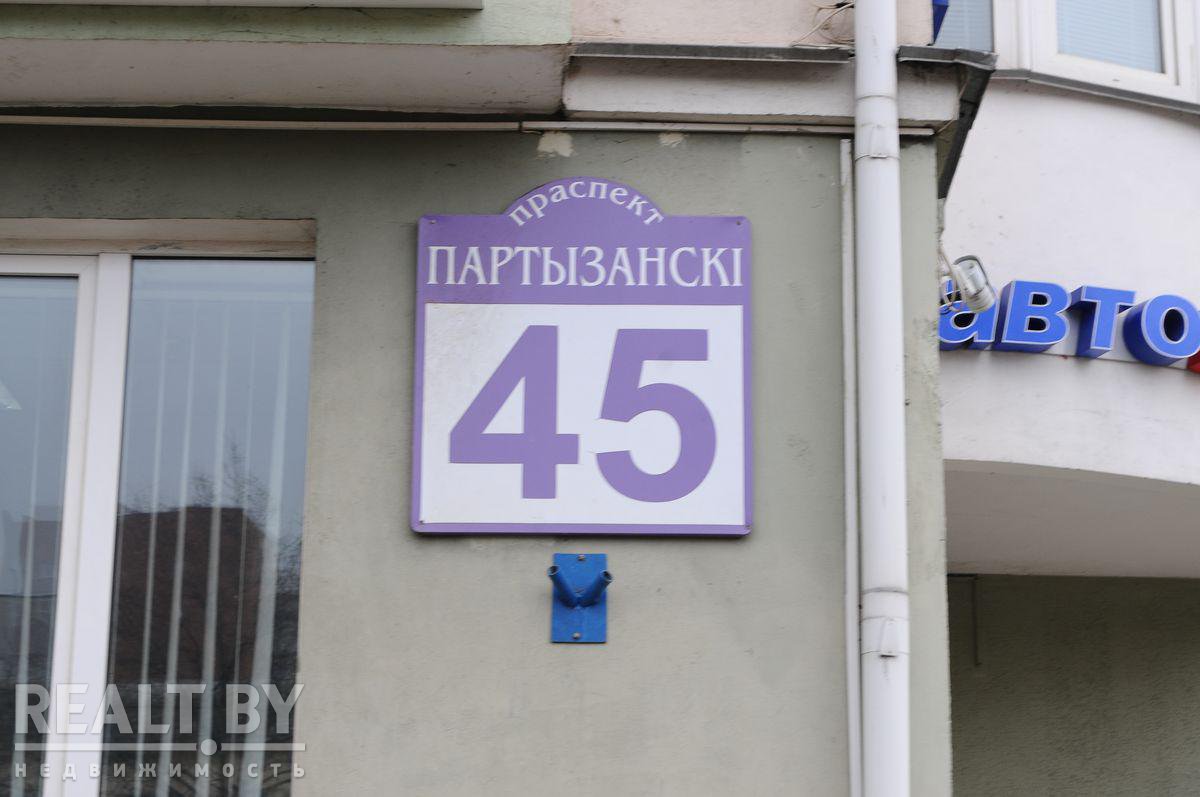 праспект
ПАРТЫЗАНСКІ
45
авто
REALT.BY
недвижимость